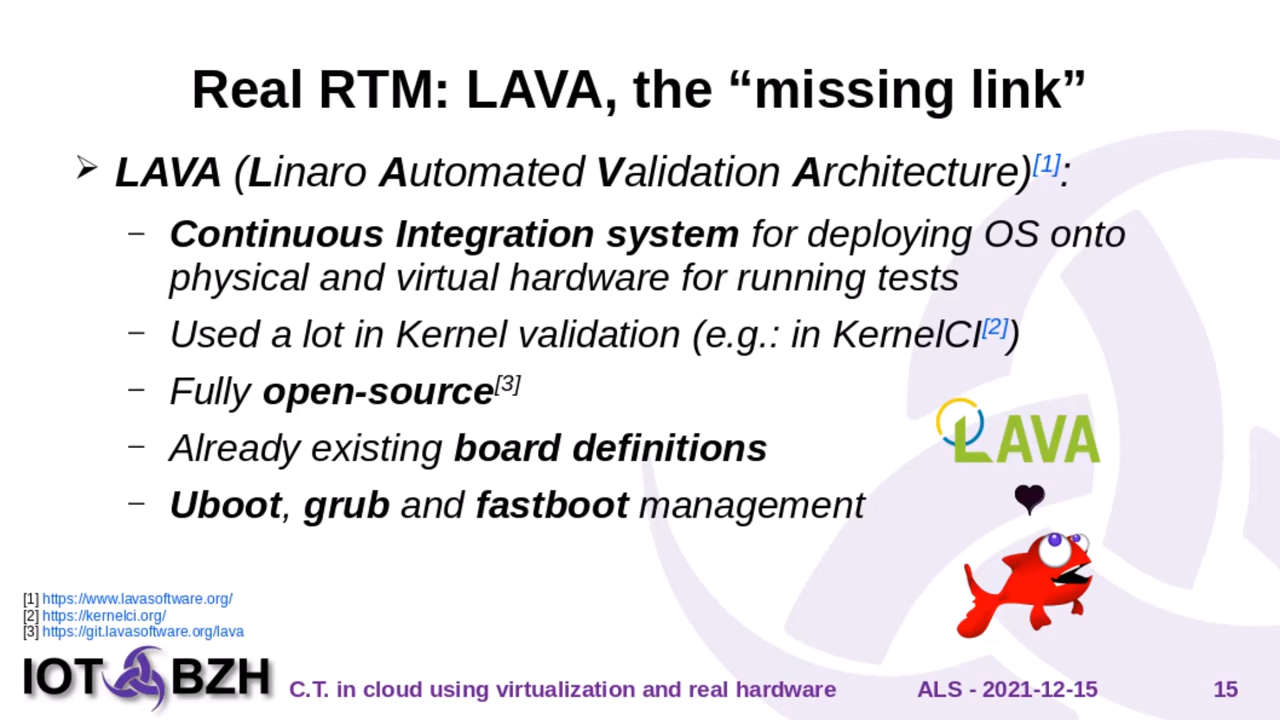 Real RTM: LAVA, the “missing link”
➢ LAVA (Linaro Automated Validation Architecture)[1]:
– Continuous Integration system for deploying OS onto
physical and virtual hardware for running tests
– Used a lot in Kernel validation (e.g.: in KernelCI[2])
– Fully open-source[3]
– Already existing board definitions
– Uboot, grub and fastboot management
LAVA
[1] https://www.lavasoftware.org/
[2] https://kernelci.org/
[3] https://git.lavasoftware.org/lava
IOT BZH
C.T. in cloud using virtualization and real hardware
ALS - 2021-12-15
15